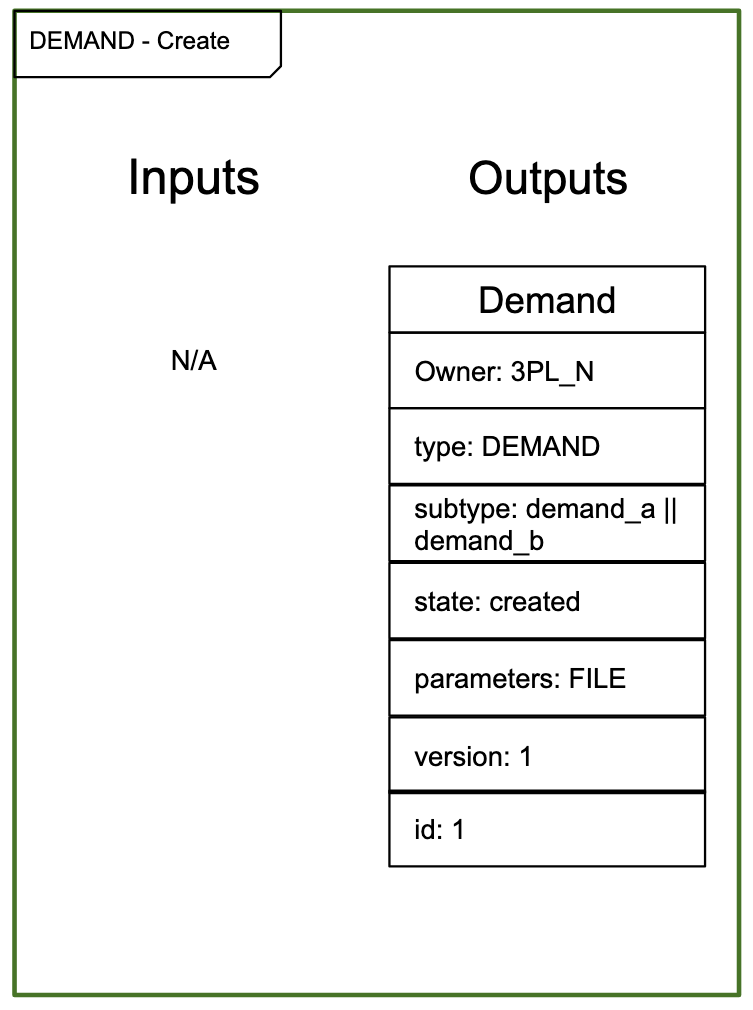 DEMAND - Create
Inputs
Outputs
N/A
Demand
Owner: 3PL_N
type: DEMAND
subtype: demand_a ||
demand_b
state: created
parameters: FILE
version: 1
id: 1